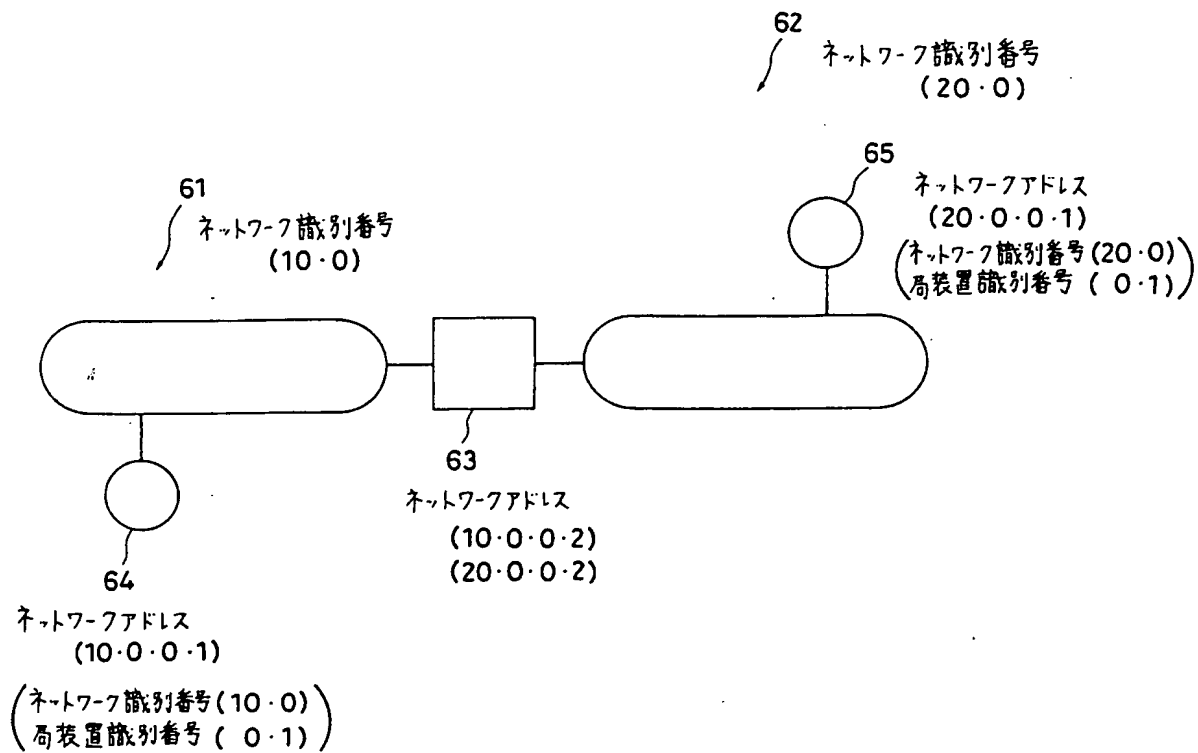 62
ネットワーク識別番号
(20・0)
65
ネットワークアドレス
(20・0・0・1)
(ネットワーク識別番号(20・0)
局装置識別番号 ( 0・1))
61
ネットワーク識別番号
(10・0)
63
ネットワークアドレス
(10・0・0・2)
(20・0・0・2)
64
ネットワークアドレス
(10・0・0・1)
(ネットワーク識別番号(10・0)
局装置識別番号 ( 0・1))